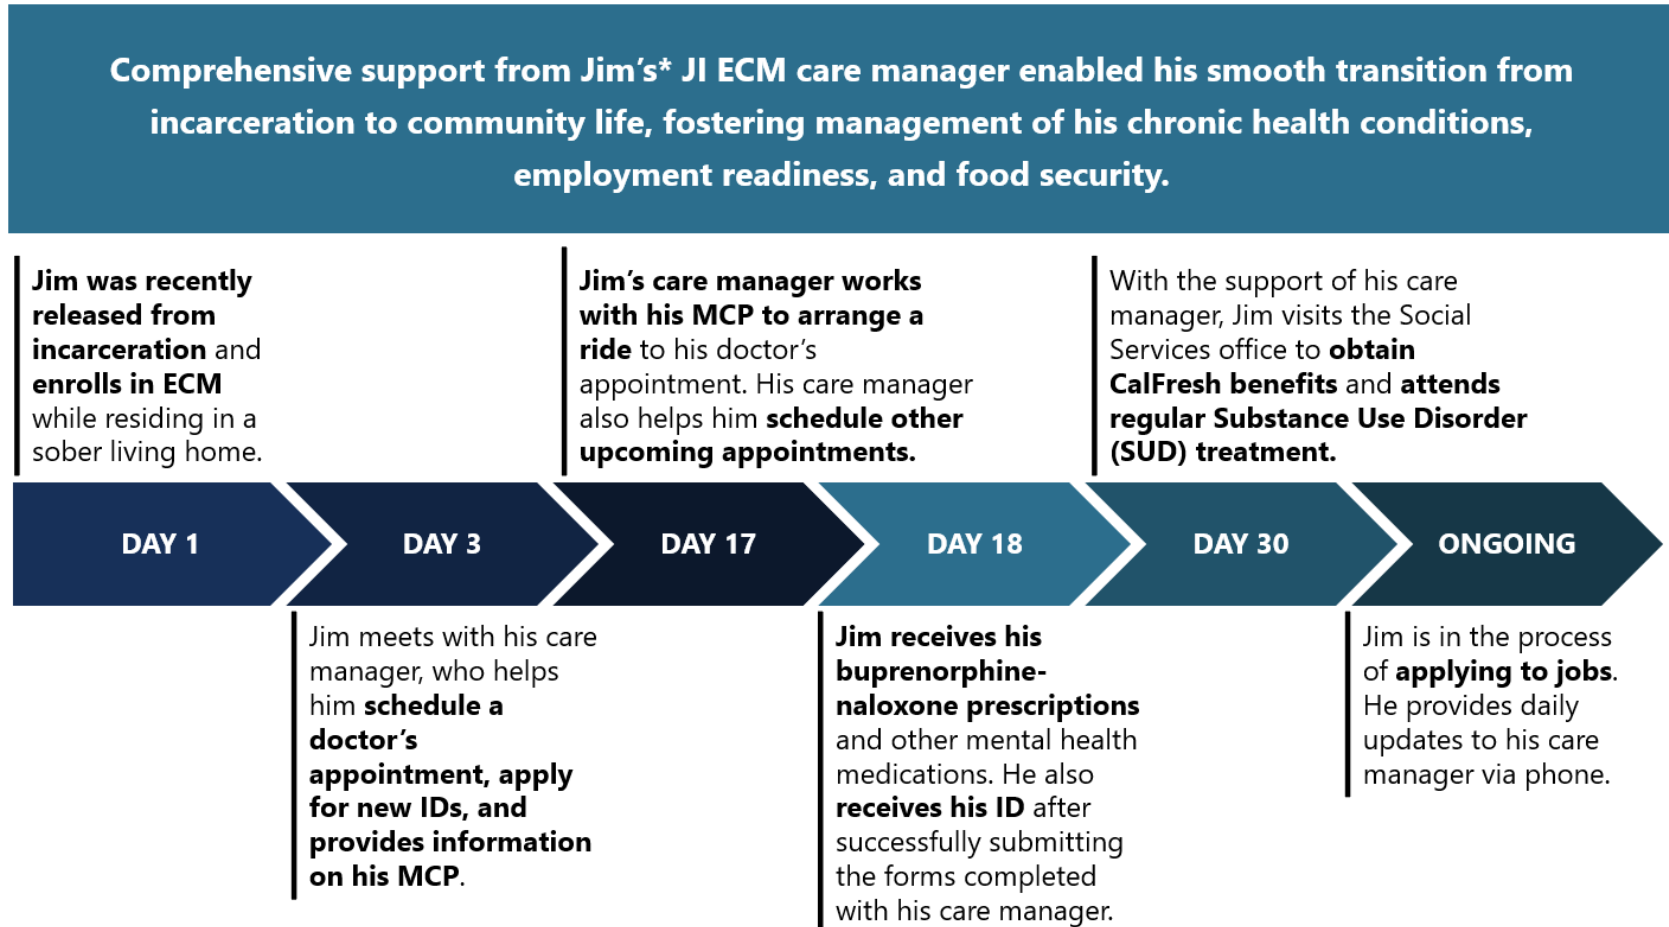 Comprehensive support from Jim’s* JI ECM care manager enabled his smooth transition from
incarceration to community life, fostering management of his chronic health conditions,
employment readiness, and food security.
Jim was recently
released from
incarceration and
enrolls in ECM
while residing in a
sober living home.
Jim’s care manager works
with his MCP to arrange a
ride to his doctor’s
appointment. His care manager
also helps him schedule other
upcoming appointments.
With the support of his care
manager, Jim visits the Social
Services office to obtain
CalFresh benefits and attends
regular Substance Use Disorder
(SUD) treatment.
DAY 1
DAY 3
DAY 17
DAY 18
DAY 30
ONGOING
Jim meets with his care
manager, who helps
him schedule a
doctor’s
appointment, apply
for new IDs, and
provides information
on his MCP.
Jim receives his
buprenorphine-
naloxone prescriptions
and other mental health
medications. He also
receives his ID after
successfully submitting
the forms completed
with his care manager.
Jim is in the process
of applying to jobs.
He provides daily
updates to his care
manager via phone.